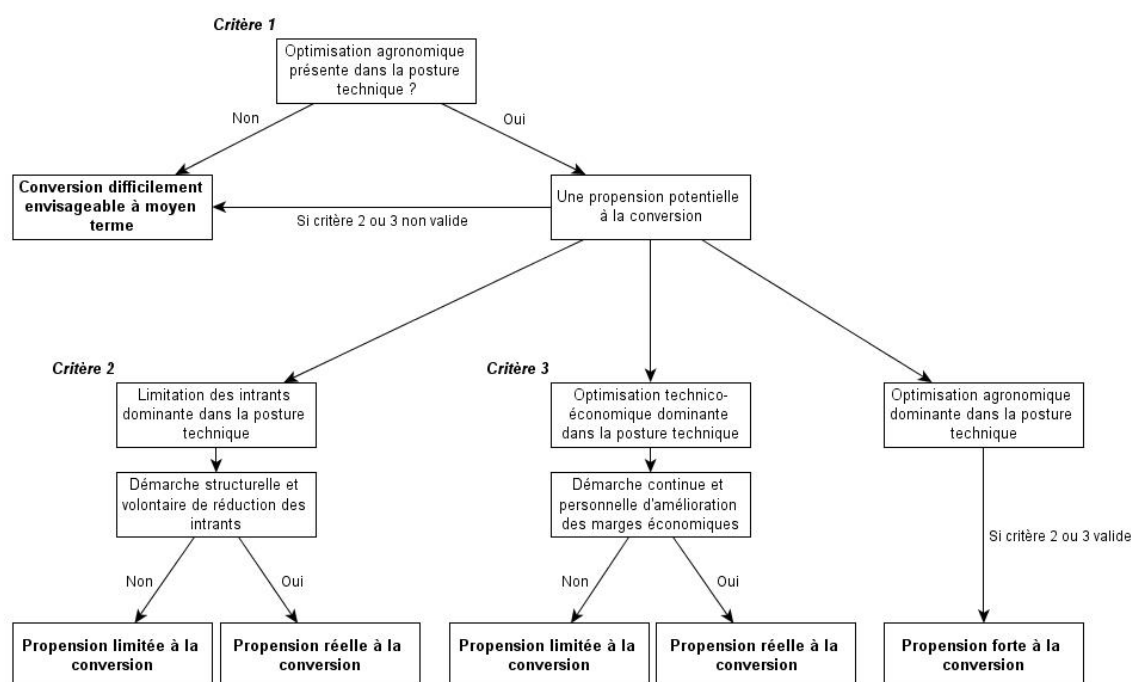 Critère 1
Optimisation agronomique
présente dans la posture
technique ?
Non
Oui
Conversion difficilement
envisageable à moyen
terme
Une propension potentielle
à la conversion
Si critère 2 ou 3 non valide
Critère 2
Critère 3
Limitation des intrants
dominante dans la posture
technique
Optimisation technico-
économique dominante
dans la posture technique
Optimisation agronomique
dominante dans la posture
technique
Démarche structurelle et
volontaire de réduction des
intrants
Démarche continue et
personnelle d'amélioration
des marges économiques
Si critère 2 ou 3 valide
Non
Oui
Non
Oui
Propension limitée à la
conversion
Propension réelle à la
conversion
Propension limitée à la
conversion
Propension réelle à la
conversion
Propension forte à la
conversion